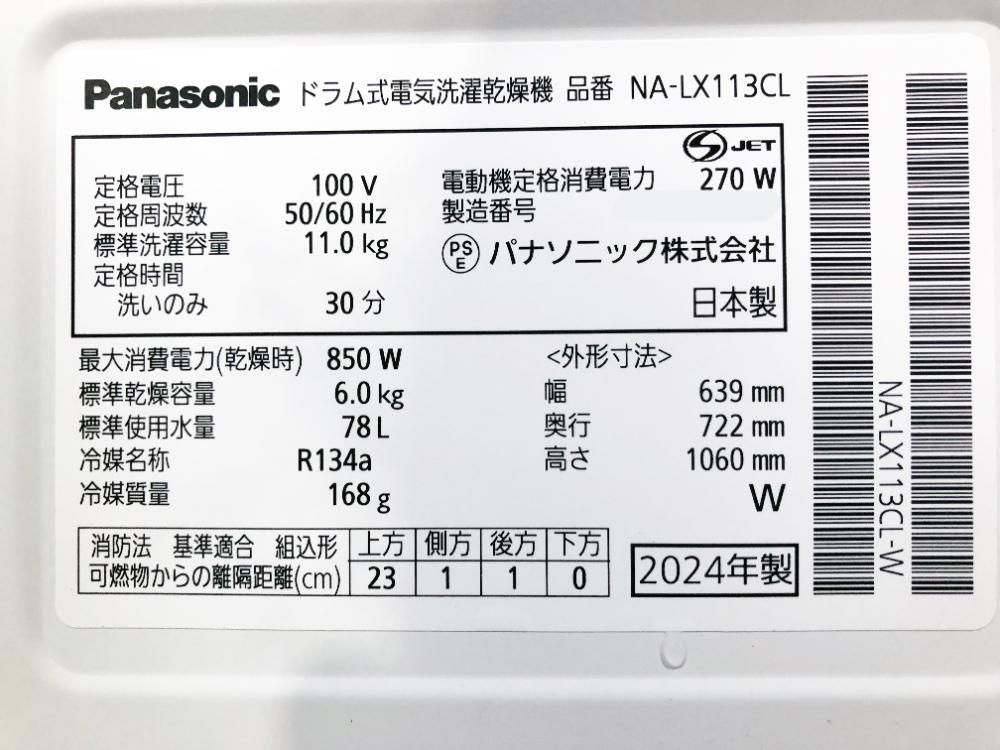 Panasonic ドラム式電気洗濯乾燥機 品番 NA-LX113CL
JET
定格電圧 100 V 電動機定格消費電力 270 W
定格周波数 50/60 Hz 製造番号
標準洗濯容量 11.0 kg PSE パナソニック株式会社
定格時間
洗いのみ 30 分 日本製
最大消費電力(乾燥時) 850 W <外形寸法>
標準乾燥容量 6.0 kg 幅 639 mm
標準使用水量 78 L 奥行 722 mm
冷媒名称 R134a 高さ 1060 mm
冷媒質量 168 g W
消防法 基準適合 組込形 上方 側方 後方 下方
可燃物からの離隔距離(cm) 23 1 1 0
2024年製
NA-LX113CL-W